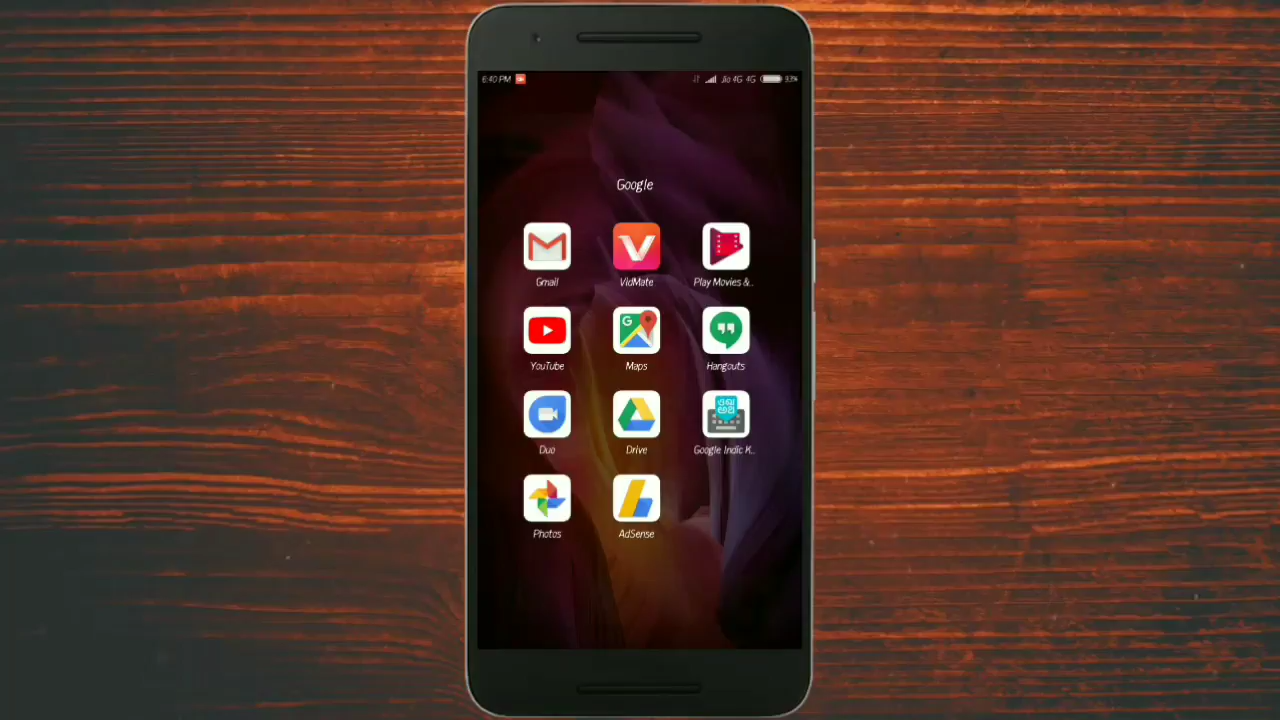 6:40 PM Jio 4G 4G 93%
Google
Gmail VidMate Play Movies &..
YouTube Maps Hangouts
Duo Drive Google Indic K..
Photos AdSense